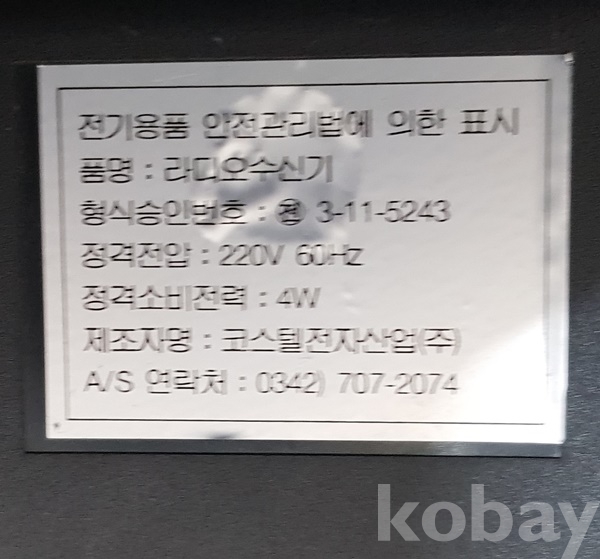 전기용품 안전관리법에 의한 표시
품명 : 라디오수신기
형식승인번호 : ㉓ 3-11-5243
정격전압 : 220V 60Hz
정격소비전력 : 4W
제조자명 : 코스텔전자산업(주)
A/S 연락처 : 0342) 707-2074
kobay